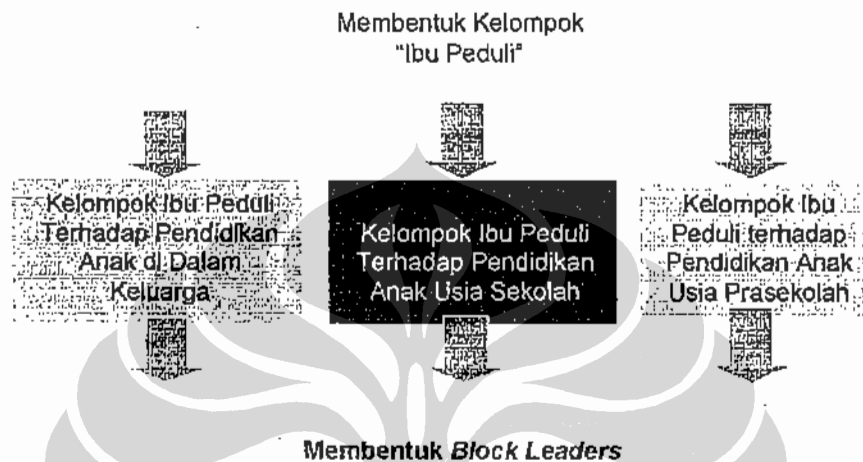 Membentuk Kelompok
"Ibu Peduli"
Kelompok Ibu Peduli
Terhadap Pendidikan
Anak di Dalam
Keluarga
Kelompok Ibu Peduli
Terhadap Pendidikan
Anak Usia Sekolah
Kelompok Ibu
Peduli terhadap
Pendidikan Anak
Usia Prasekolah
Membentuk Block Leaders